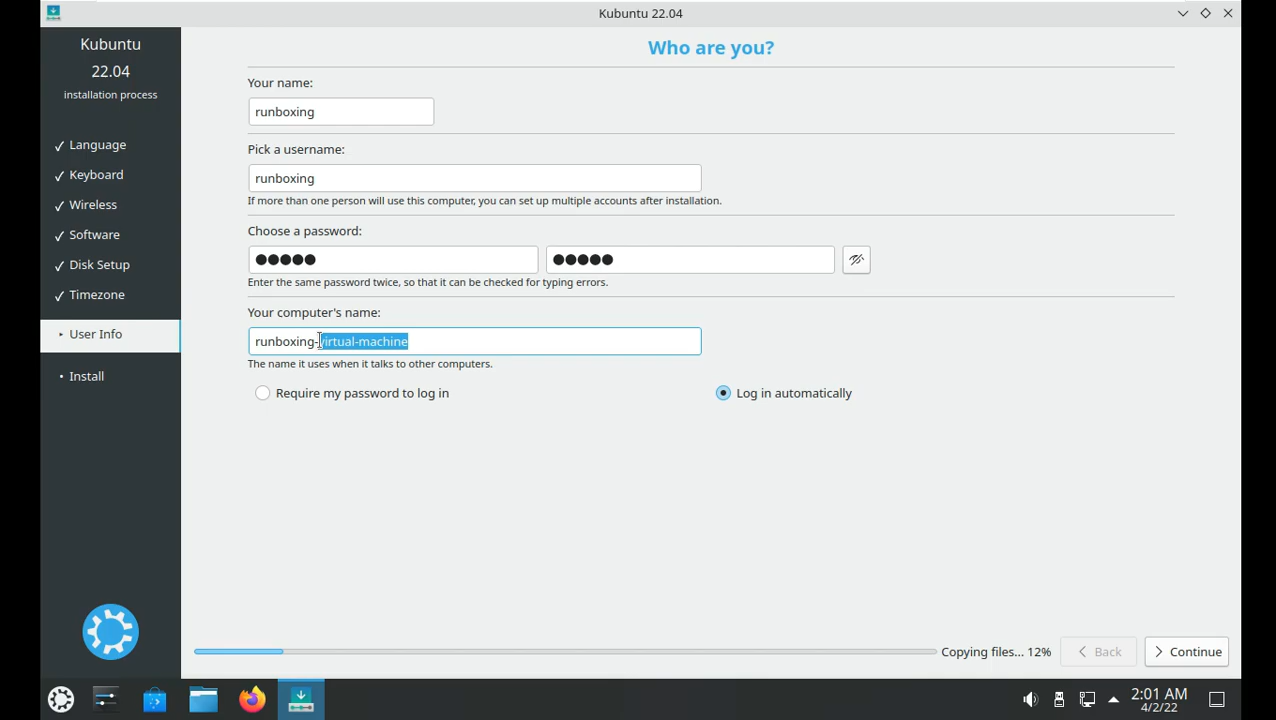 Kubuntu 22.04
Kubuntu
22.04
installation process
✓ Language
✓ Keyboard
✓ Wireless
✓ Software
✓ Disk Setup
✓ Timezone
User Info
Install
Who are you?
Your name:
runboxing
Pick a username:
runboxing
If more than one person will use this computer, you can set up multiple accounts after installation.
Choose a password:
●●●●● ●●●●●
Enter the same password twice, so that it can be checked for typing errors.
Your computer's name:
runboxing-virtual-machine
The name it uses when it talks to other computers.
Require my password to log in Log in automatically
Copying files... 12% Back Continue
2:01 AM
4/2/22